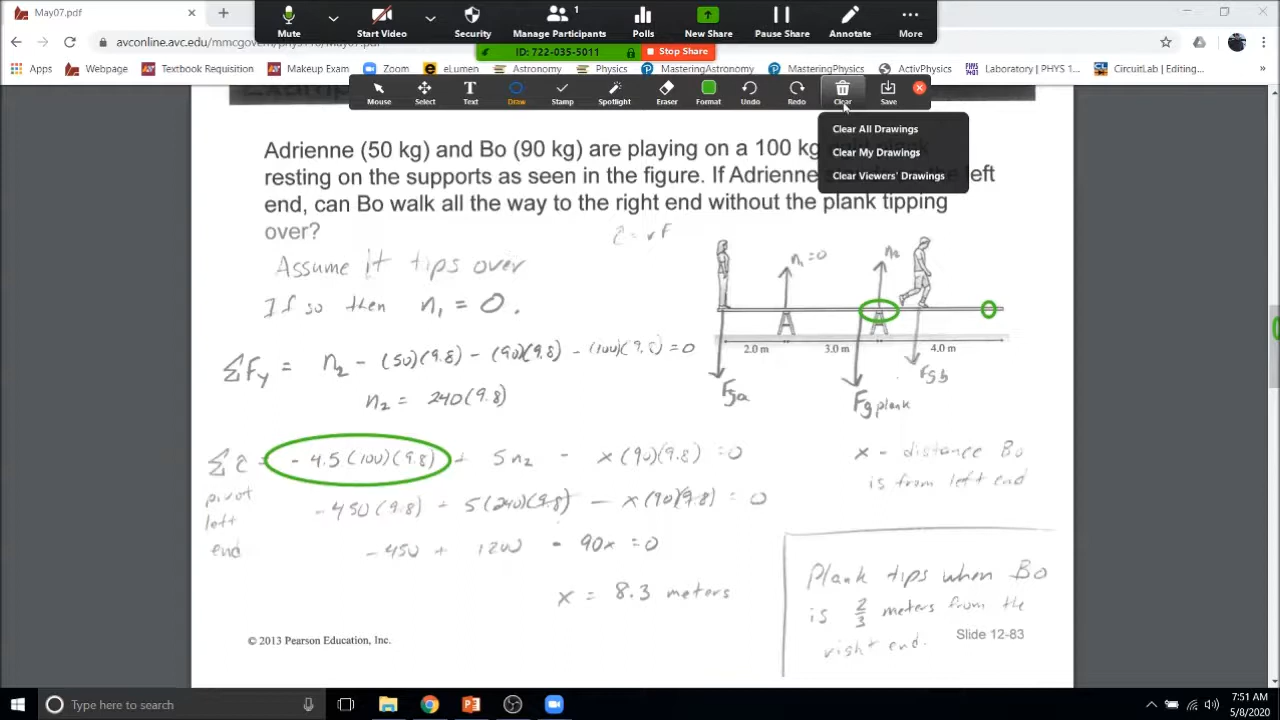 May07.pdf
Mute
Start Video
Security
Manage Participants
1
Polls
New Share
Pause Share
Annotate
More
ID: 722-035-5011
Stop Share
avconline.avc.edu/mmcgovern/phys110/May07.pdf
Apps
Webpage
Textbook Requisition
Makeup Exam
Zoom
eLumen
Astronomy
Physics
MasteringAstronomy
MasteringPhysics
ActivPhysics
Laboratory | PHYS 1...
CircuitLab | Editing...
Mouse
Select
Text
Draw
Stamp
Spotlight
Eraser
Format
Undo
Redo
Clear
Save
Clear All Drawings
Clear My Drawings
Clear Viewers' Drawings
Adrienne (50 kg) and Bo (90 kg) are playing on a 100 kg
resting on the supports as seen in the figure. If Adrienne left
end, can Bo walk all the way to the right end without the plank tipping
over?
τ = rF
Assume it tips over
If so then n₁ = 0.
n₁ = 0
n₂
ΣFy = n₂ - (50)(9.8) - (90)(9.8) - (100)(9.8) = 0
n₂ = 240(9.8)
2.0 m
3.0 m
4.0 m
Fga
Fg plank
Fgb
Στ = - 4.5(100)(9.8) + 5n₂ - x(90)(9.8) = 0
pivot
left
end
-450(9.8) + 5(240)(9.8) - x(90)(9.8) = 0
-450 + 1200 - 90x = 0
x = 8.3 meters
x - distance Bo
is from left end
Plank tips when Bo
is 2/3 meters from the
right end.
© 2013 Pearson Education, Inc.
Slide 12-83
Type here to search
7:51 AM
5/8/2020